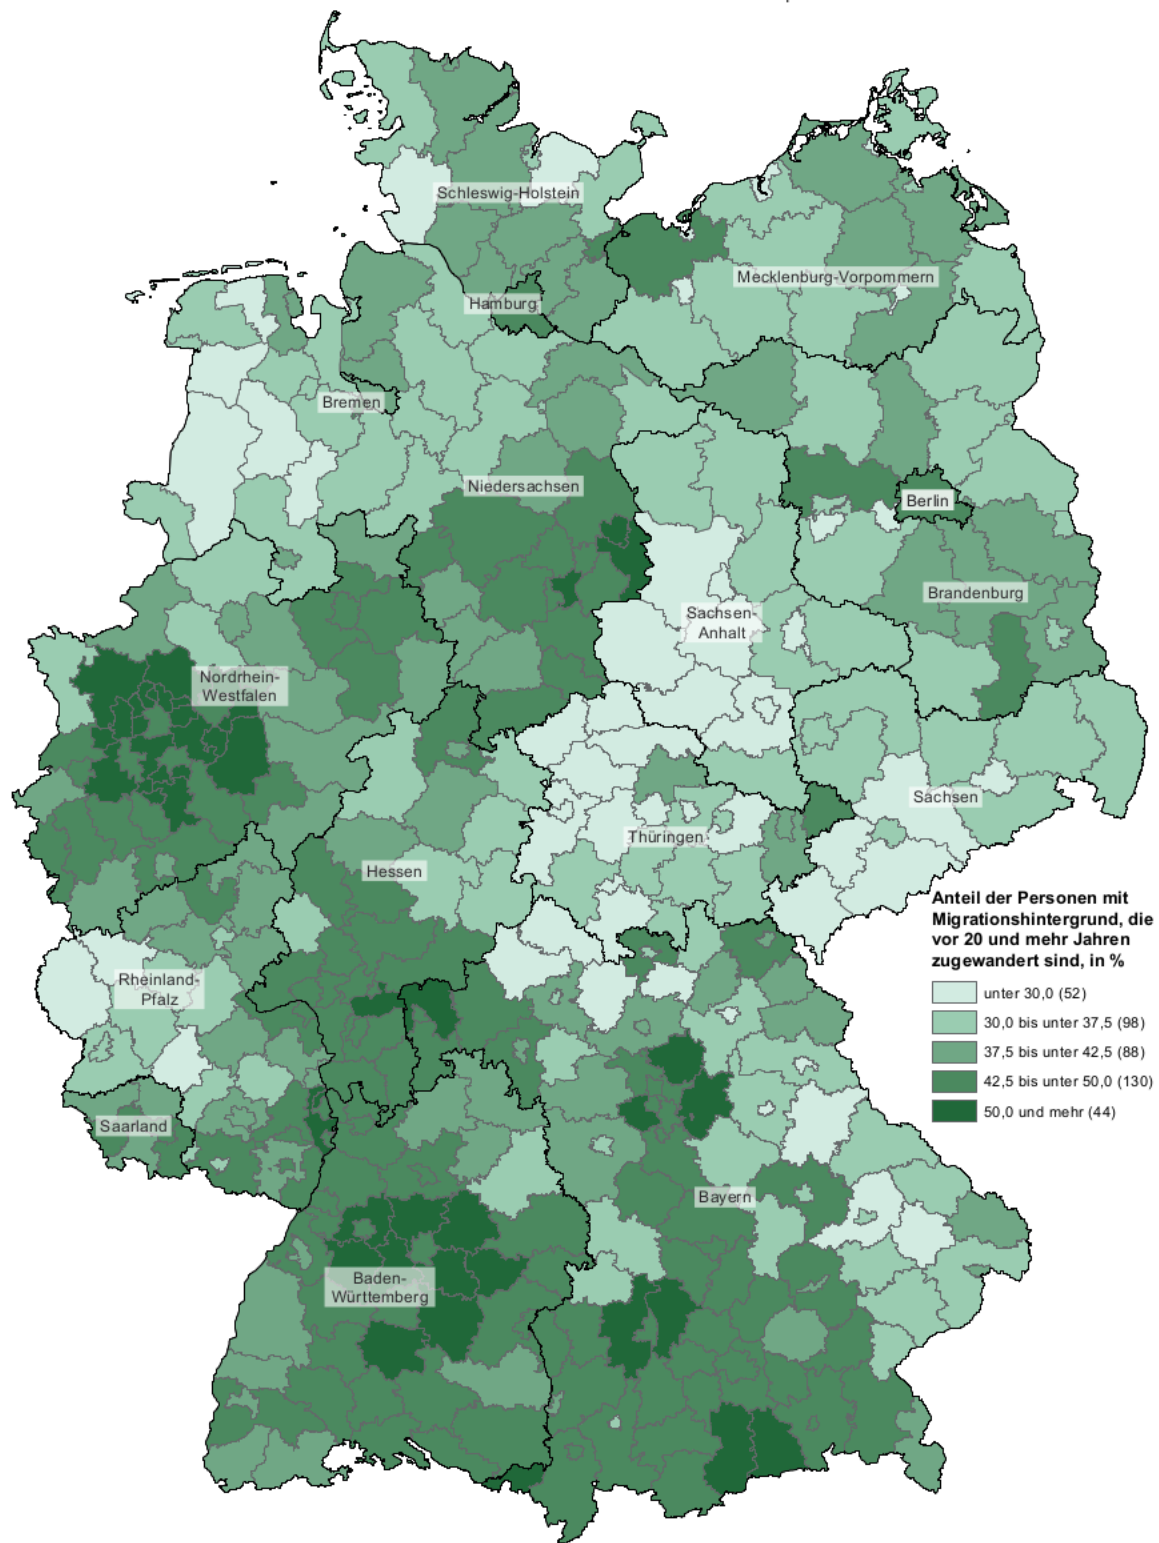 Schleswig-Holstein
Mecklenburg-Vorpommern
Hamburg
Bremen
Niedersachsen
Berlin
Brandenburg
Sachsen-
Anhalt
Nordrhein-
Westfalen
Sachsen
Thüringen
Hessen
Anteil der Personen mit
Migrationshintergrund, die
vor 20 und mehr Jahren
zugewandert sind, in %
unter 30,0 (52)
30,0 bis unter 37,5 (98)
37,5 bis unter 42,5 (88)
42,5 bis unter 50,0 (130)
50,0 und mehr (44)
Rheinland-
Pfalz
Saarland
Bayern
Baden-
Württemberg